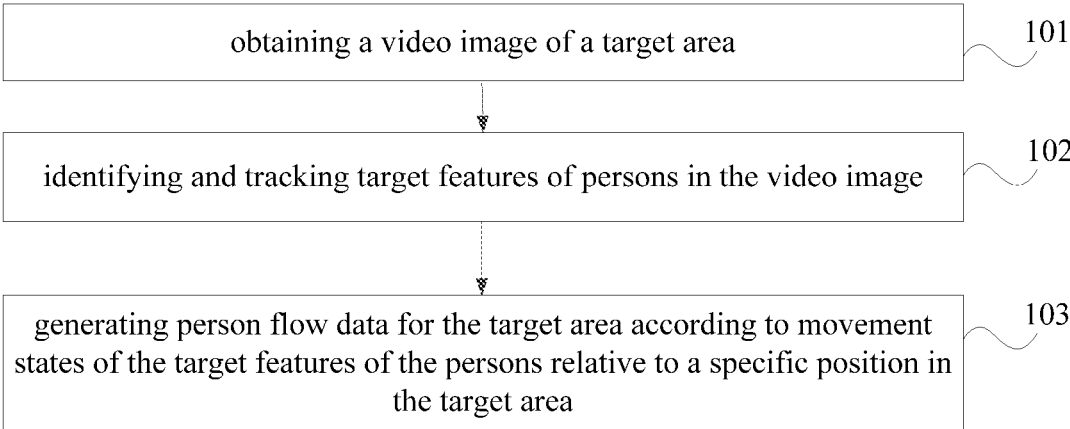 obtaining a video image of a target area
101
identifying and tracking target features of persons in the video image
102
generating person flow data for the target area according to movement
states of the target features of the persons relative to a specific position in
the target area
103